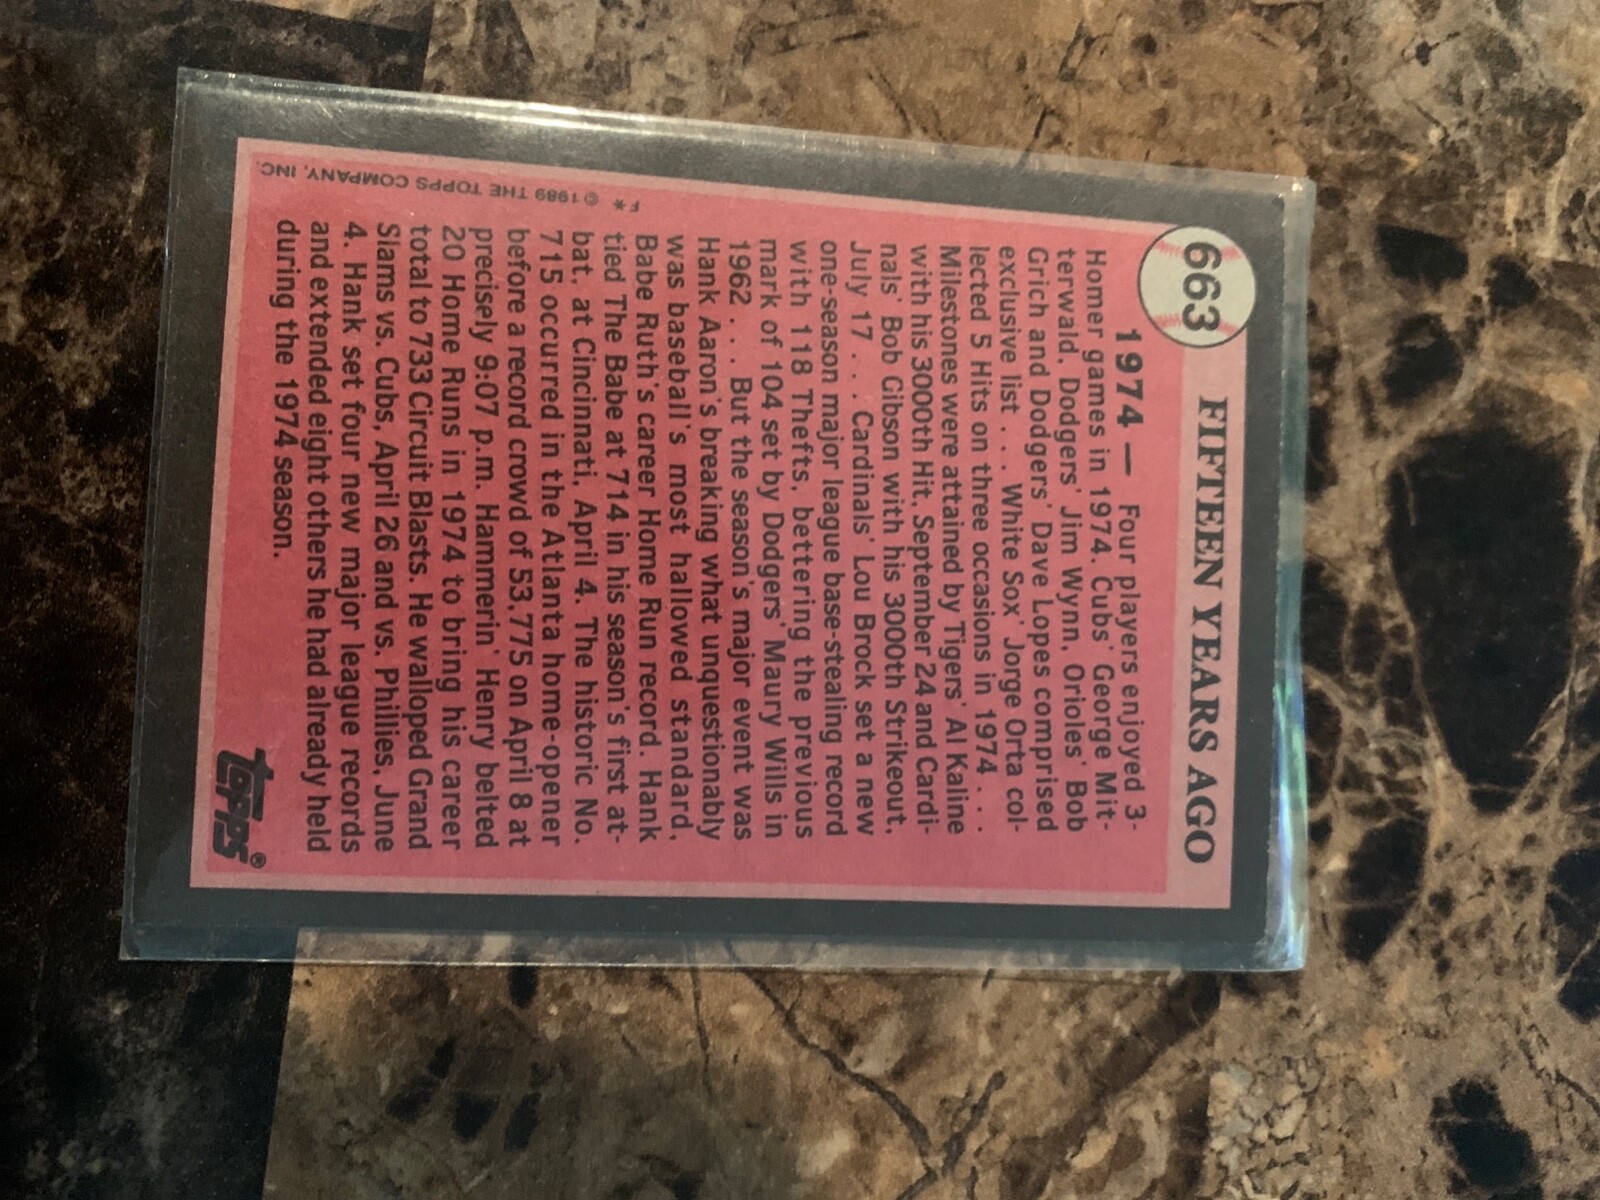 663
FIFTEEN YEARS AGO
1974 — Four players enjoyed 3-
Homer games in 1974. Cubs' George Mit-
terwald, Dodgers' Jim Wynn, Orioles' Bob
Grich and Dodgers' Dave Lopes comprised
exclusive list . . . White Sox' Jorge Orta col-
lected 5 Hits on three occasions in 1974 . . .
Milestones were attained by Tigers' Al Kaline
with his 3000th Hit, September 24 and Cardi-
nals' Bob Gibson with his 3000th Strikeout,
July 17 . . . Cardinals' Lou Brock set a new
one-season major league base-stealing record
with 118 Thefts, bettering the previous
mark of 104 set by Dodgers' Maury Wills in
1962 . . . But the season's major event was
Hank Aaron's breaking what unquestionably
was baseball's most hallowed standard,
Babe Ruth's career Home Run record. Hank
tied The Babe at 714 in his season's first at-
bat, at Cincinnati, April 4. The historic No.
715 occurred in the Atlanta home-opener
before a record crowd of 53,775 on April 8 at
precisely 9:07 p.m. Hammerin' Henry belted
20 Home Runs in 1974 to bring his career
total to 733 Circuit Blasts. He walloped Grand
Slams vs. Cubs, April 26 and vs. Phillies, June
4. Hank set four new major league records
and extended eight others he had already held
during the 1974 season.
F* © 1989 THE TOPPS COMPANY, INC.
topps®